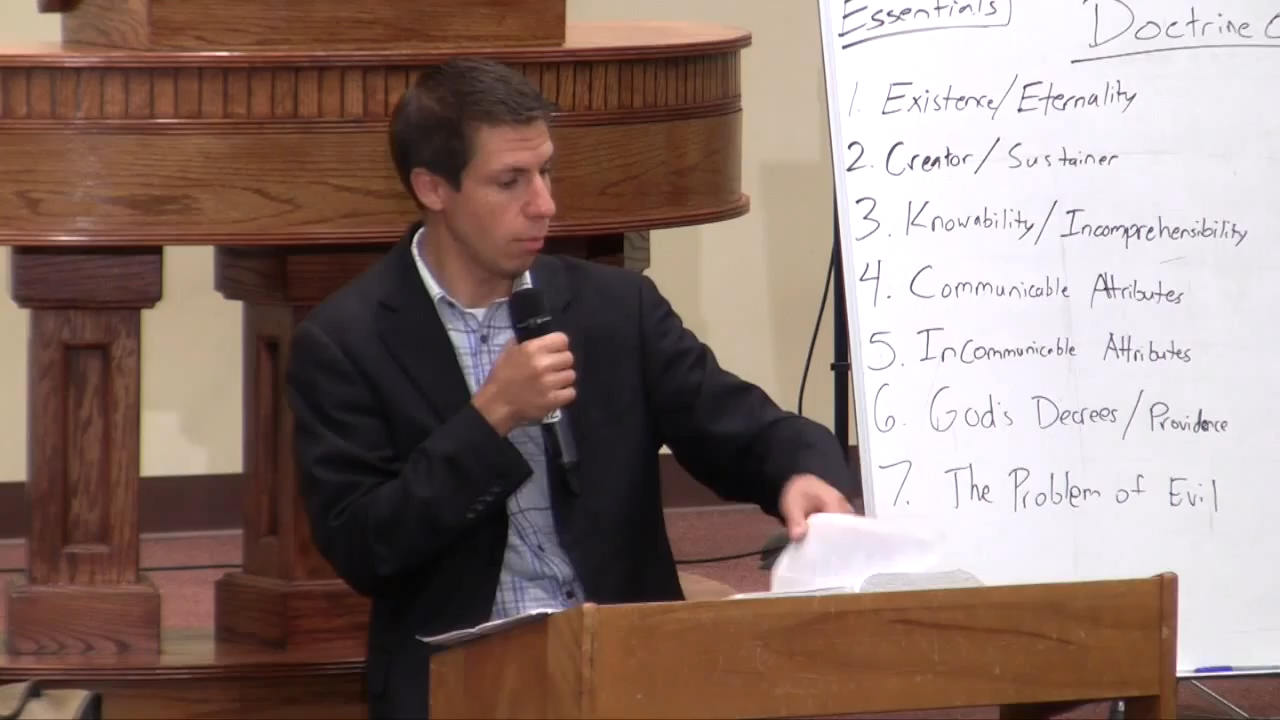 Essentials
Doctrine
1. Existence/Eternality
2. Creator/Sustainer
3. Knowability/Incomprehensibility
4. Communicable Attributes
5. Incommunicable Attributes
6. God's Decrees/Providence
7. The Problem of Evil